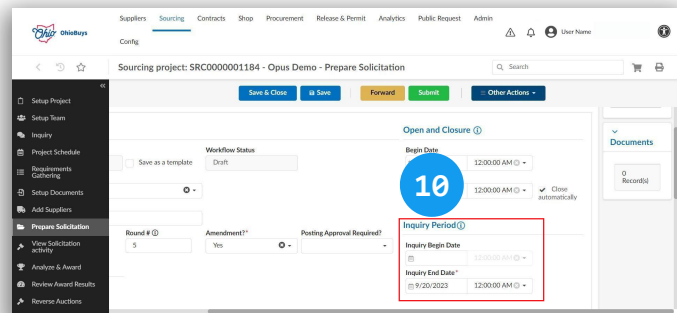 Suppliers Sourcing Contracts Shop Procurement Release & Permit Analytics Public Request Admin
Ohio OhioBuys
User Name
Config
Sourcing project: SRC0000001184 - Opus Demo - Prepare Solicitation
Search
Save & Close Save Forward Submit Other Actions
Setup Project
Setup Team
Inquiry
Project Schedule
Requirements
Gathering
Setup Documents
Add Suppliers
Prepare Solicitation
View Solicitation
activity
Analyze & Award
Review Award Results
Reverse Auctions
Workflow Status
Save as a template Draft
Round # Amendment?* Posting Approval Required?
5 Yes
Open and Closure
Begin Date
12:00:00 AM
10
12:00:00 AM Close
automatically
Inquiry Period
Inquiry Begin Date
12:00:00 AM
Inquiry End Date*
9/20/2023 12:00:00 AM
Documents
0
Record(s)